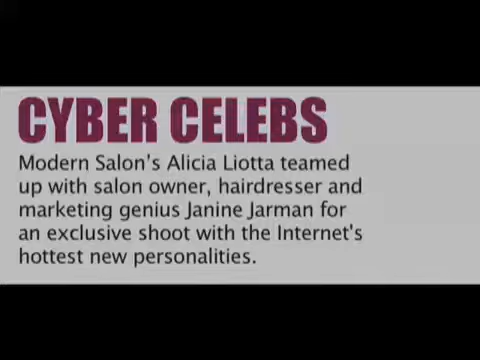 CYBER CELEBS
Modern Salon's Alicia Liotta teamed
up with salon owner, hairdresser and
marketing genius Janine Jarman for
an exclusive shoot with the Internet's
hottest new personalities.